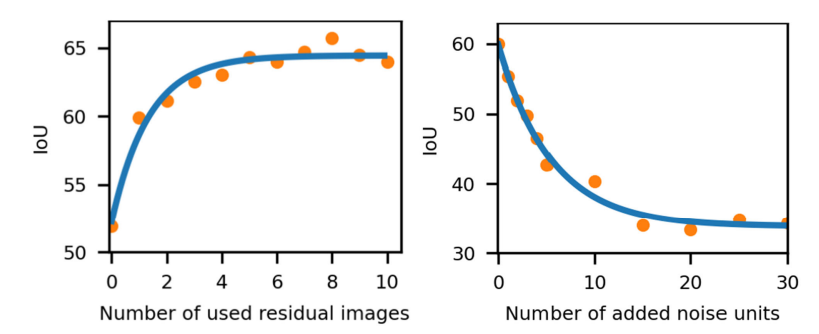 65
60
55
50
IoU
0 2 4 6 8 10
Number of used residual images
60
50
40
30
IoU
0 10 20 30
Number of added noise units